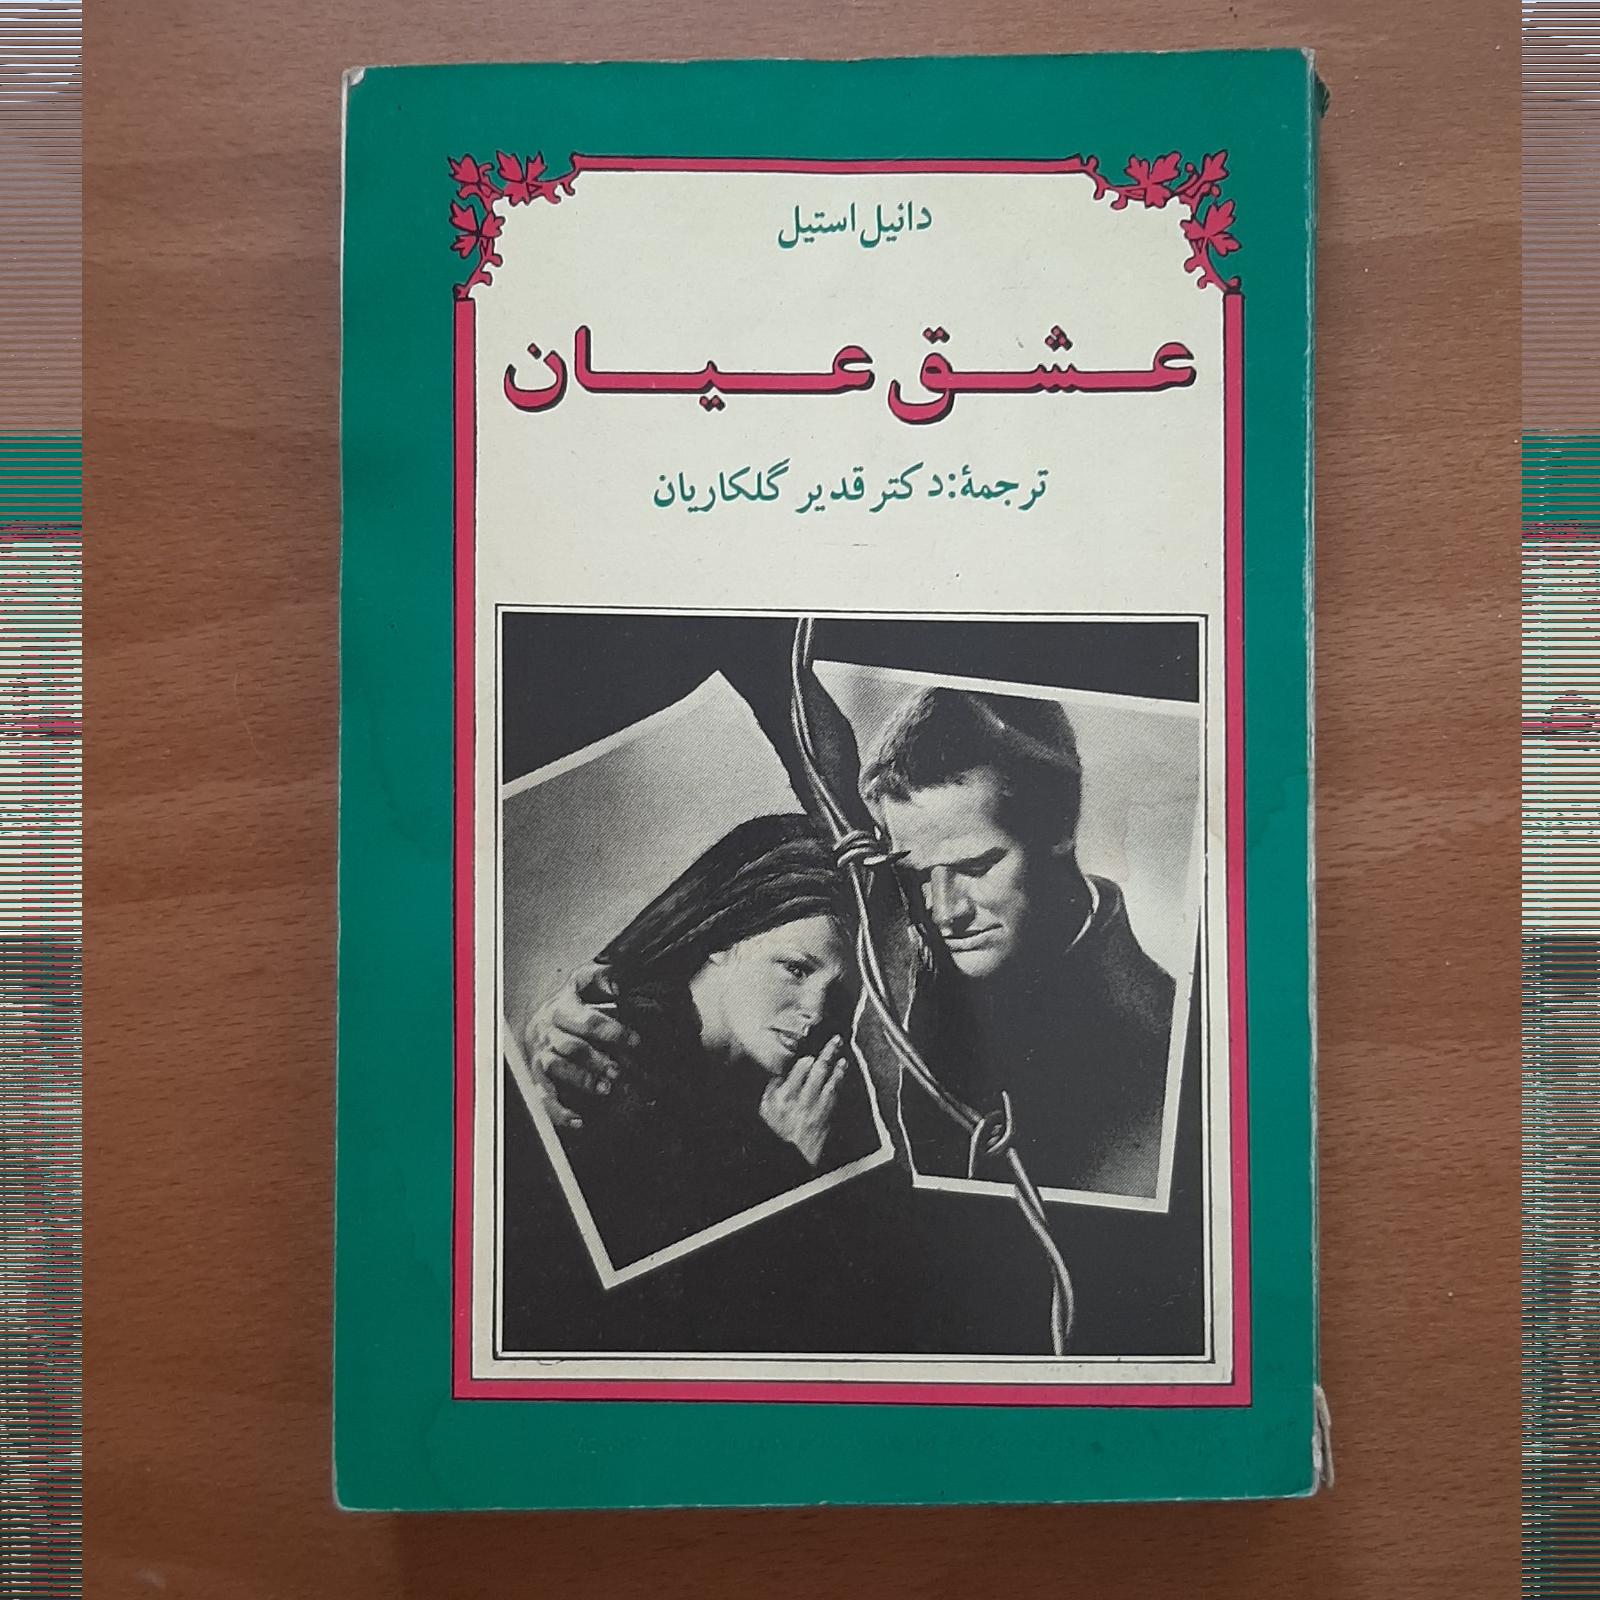 دانیل استیل
عشق عیان
ترجمهٔ: دکتر قدیر گلکاریان